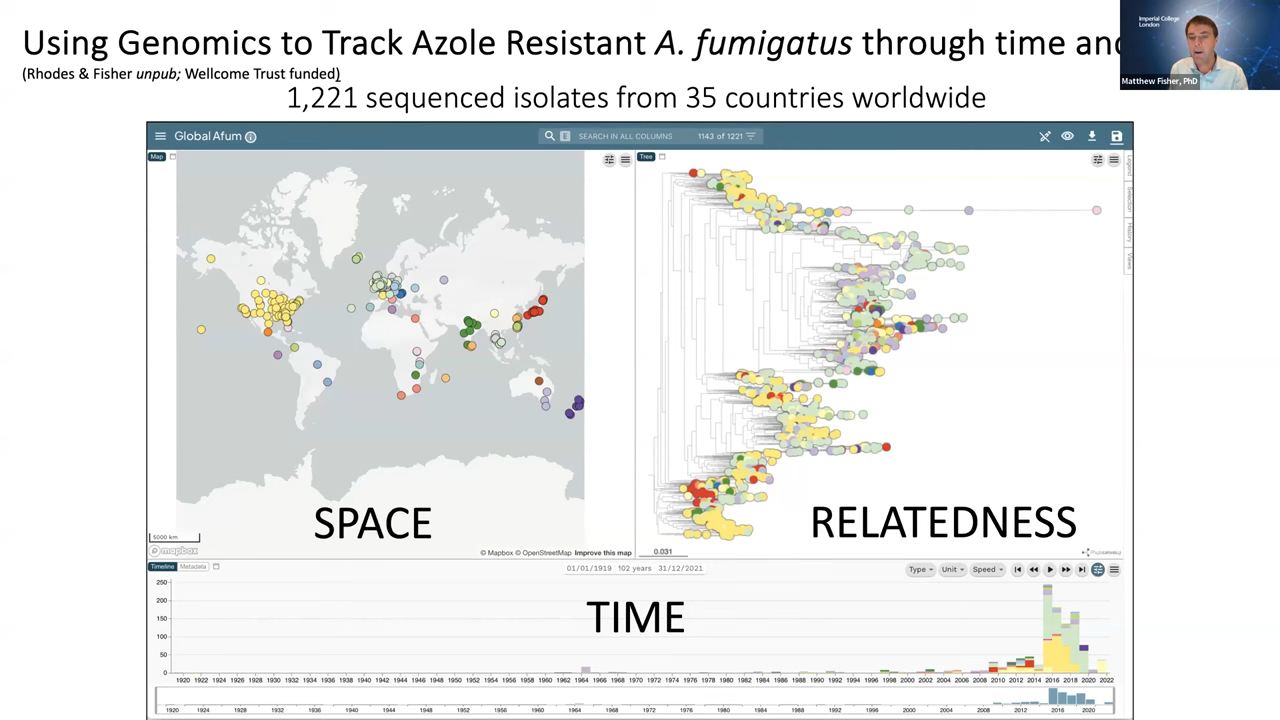 Using Genomics to Track Azole Resistant A. fumigatus through time and
(Rhodes & Fisher unpub; Wellcome Trust funded)
1,221 sequenced isolates from 35 countries worldwide
Imperial College
London
Matthew Fisher, PhD
Global Afum
SEARCH IN ALL COLUMNS
1143 of 1221
Map
Tree
Legend
Selection
History
Views
SPACE
RELATEDNESS
5000 km
mapbox
© Mapbox © OpenStreetMap Improve this map
0.031
Timeline
Metadata
01/01/1919 102 years 31/12/2021
Type
Unit
Speed
TIME
250
200
150
100
50
0
1920 1922 1924 1926 1928 1930 1932 1934 1936 1938 1940 1942 1944 1946 1948 1950 1952 1954 1956 1958 1960 1962 1964 1966 1968 1970 1972 1974 1976 1978 1980 1982 1984 1986 1988 1990 1992 1994 1996 1998 2000 2002 2004 2006 2008 2010 2012 2014 2016 2018 2020 2022
1920 1924 1928 1932 1936 1940 1944 1948 1952 1956 1960 1964 1968 1972 1976 1980 1984 1988 1992 1996 2000 2004 2008 2012 2016 2020